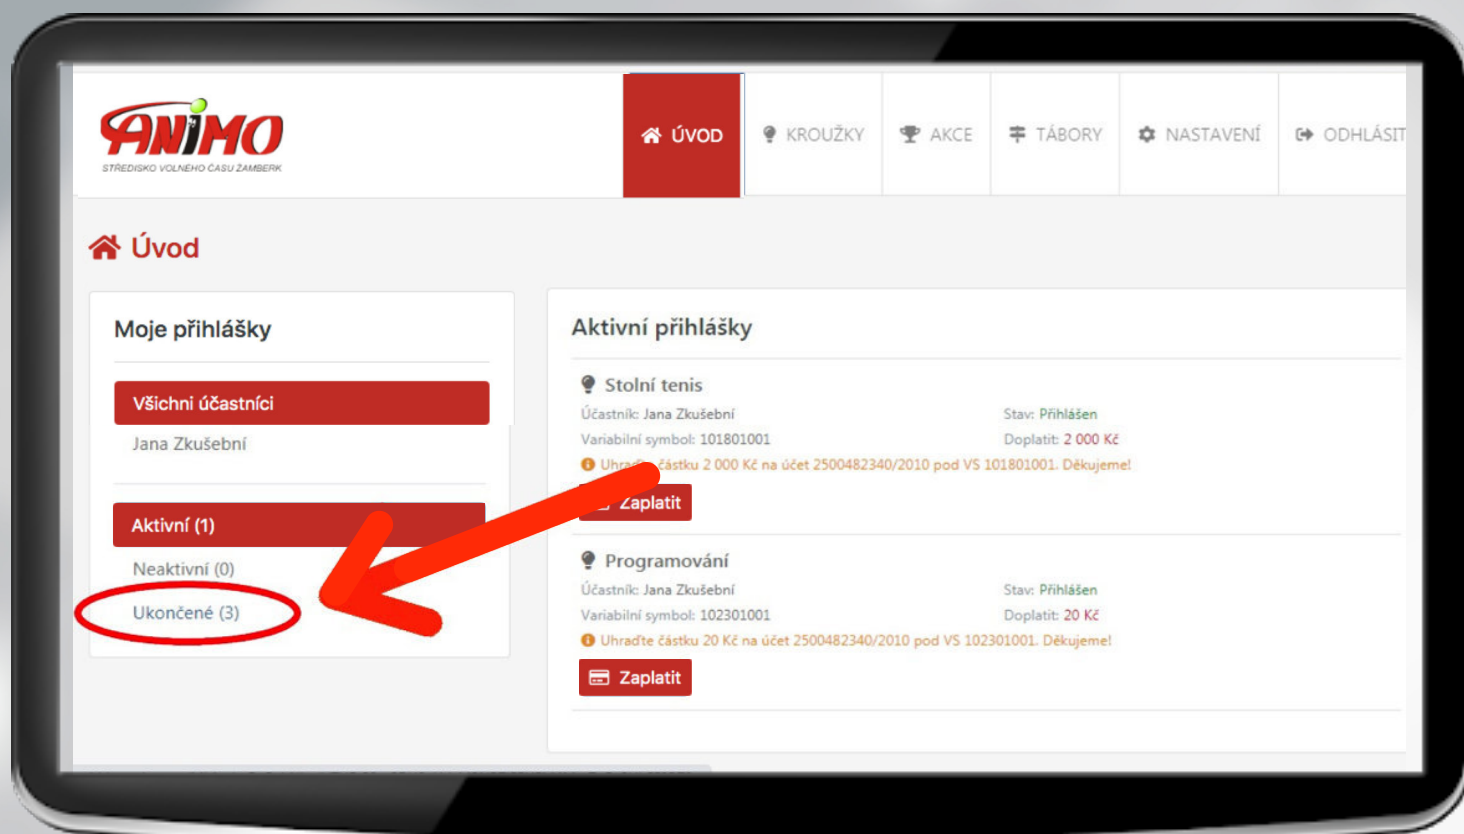 ANIMO
STŘEDISKO VOLNÉHO ČASU ŽAMBERK
ÚVOD
KROUŽKY
AKCE
TÁBORY
NASTAVENÍ
ODHLÁSIT
Úvod
Moje přihlášky
Všichni účastníci
Jana Zkušební
Aktivní (1)
Neaktivní (0)
Ukončené (3)
Aktivní přihlášky
Stolní tenis
Účastník: Jana Zkušební
Stav: Přihlášen
Variabilní symbol: 101801001
Doplatit: 2 000 Kč
Uhraďte částku 2 000 Kč na účet 2500482340/2010 pod VS 101801001. Děkujeme!
Zaplatit
Programování
Účastník: Jana Zkušební
Stav: Přihlášen
Variabilní symbol: 102301001
Doplatit: 20 Kč
Uhraďte částku 20 Kč na účet 2500482340/2010 pod VS 102301001. Děkujeme!
Zaplatit